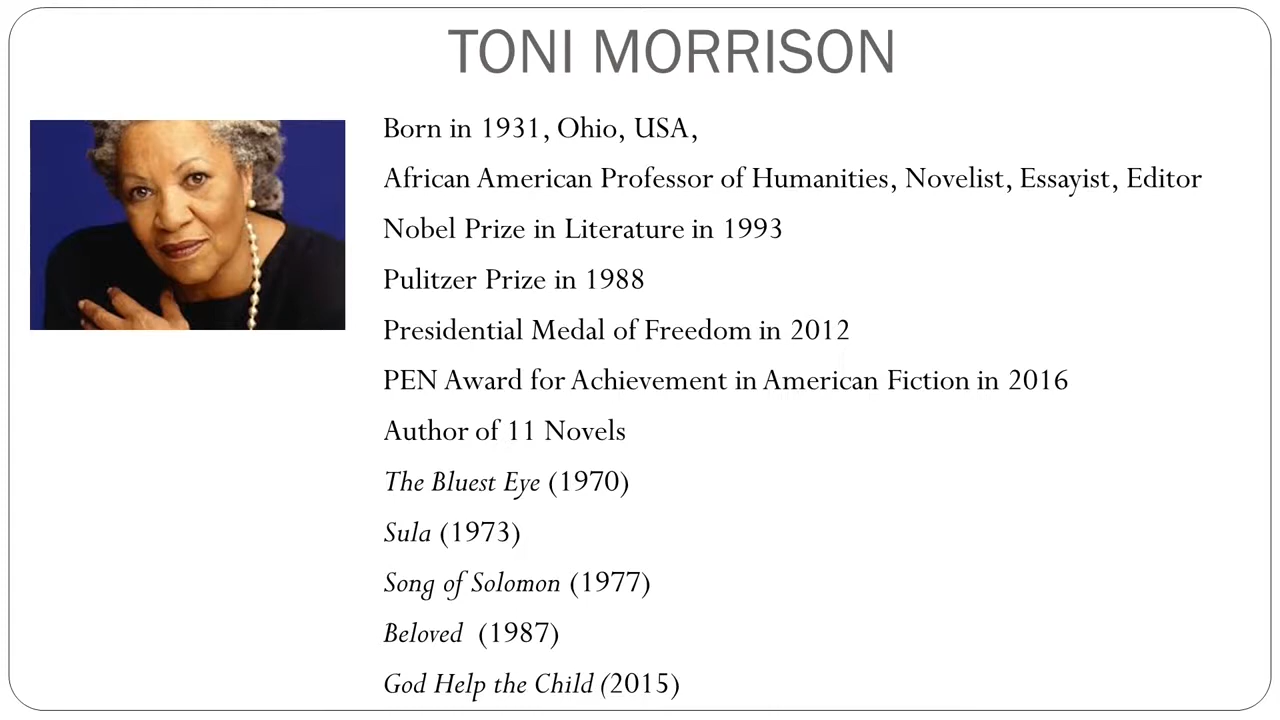 TONI MORRISON
Born in 1931, Ohio, USA,
African American Professor of Humanities, Novelist, Essayist, Editor
Nobel Prize in Literature in 1993
Pulitzer Prize in 1988
Presidential Medal of Freedom in 2012
PEN Award for Achievement in American Fiction in 2016
Author of 11 Novels
The Bluest Eye (1970)
Sula (1973)
Song of Solomon (1977)
Beloved (1987)
God Help the Child (2015)